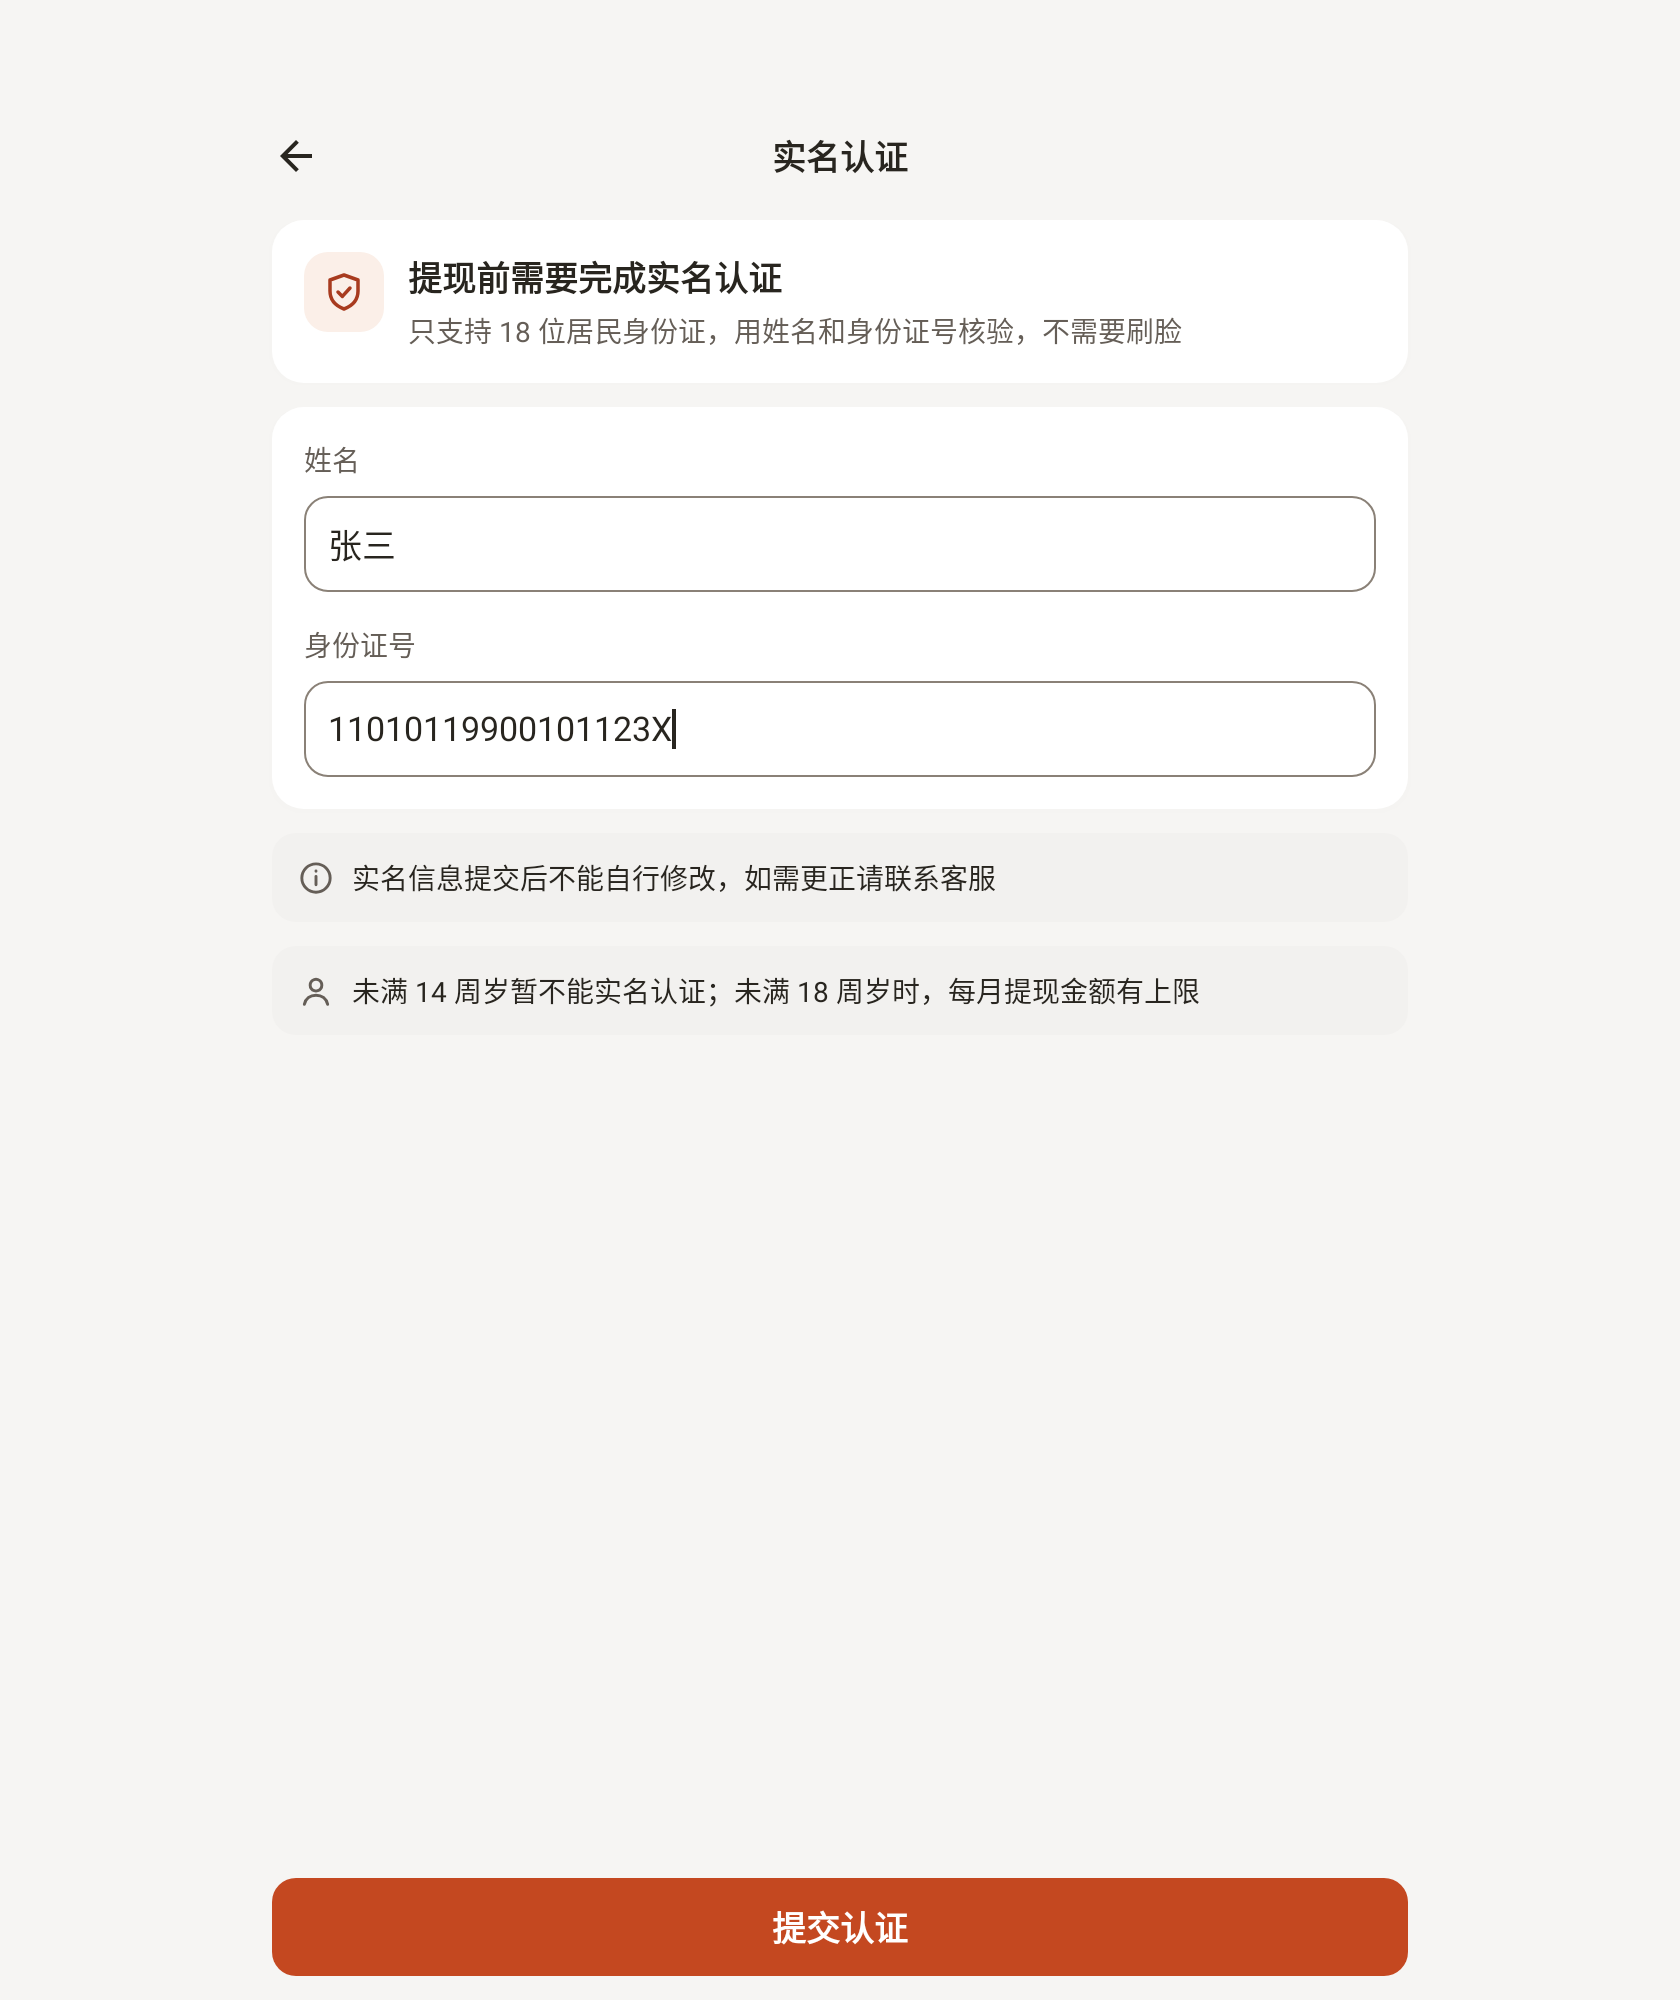 实名认证
提现前需要完成实名认证
只支持 18 位居民身份证，用姓名和身份证号核验，不需要刷脸
姓名
张三
身份证号
11010119900101123X
实名信息提交后不能自行修改，如需更正请联系客服
未满 14 周岁暂不能实名认证；未满 18 周岁时，每月提现金额有上限
提交认证